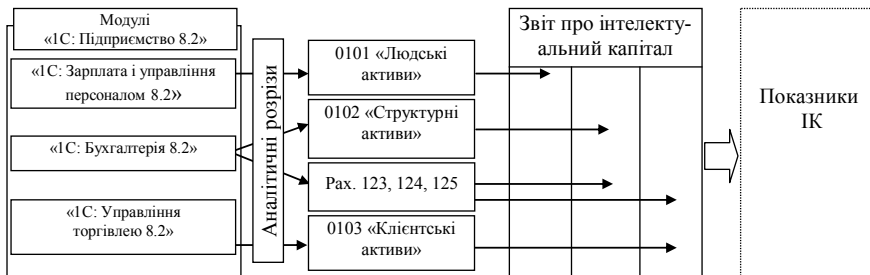 Модулі
«1С: Підприємство 8.2»
«1С: Зарплата і управління
персоналом 8.2»
«1С: Бухгалтерія 8.2»
«1С: Управління
торгівлею 8.2»
Аналітичні розрізи
0101 «Людські
активи»
0102 «Структурні
активи»
Рах. 123, 124, 125
0103 «Клієнтські
активи»
Звіт про інтелекту-
альний капітал
Показники
ІК